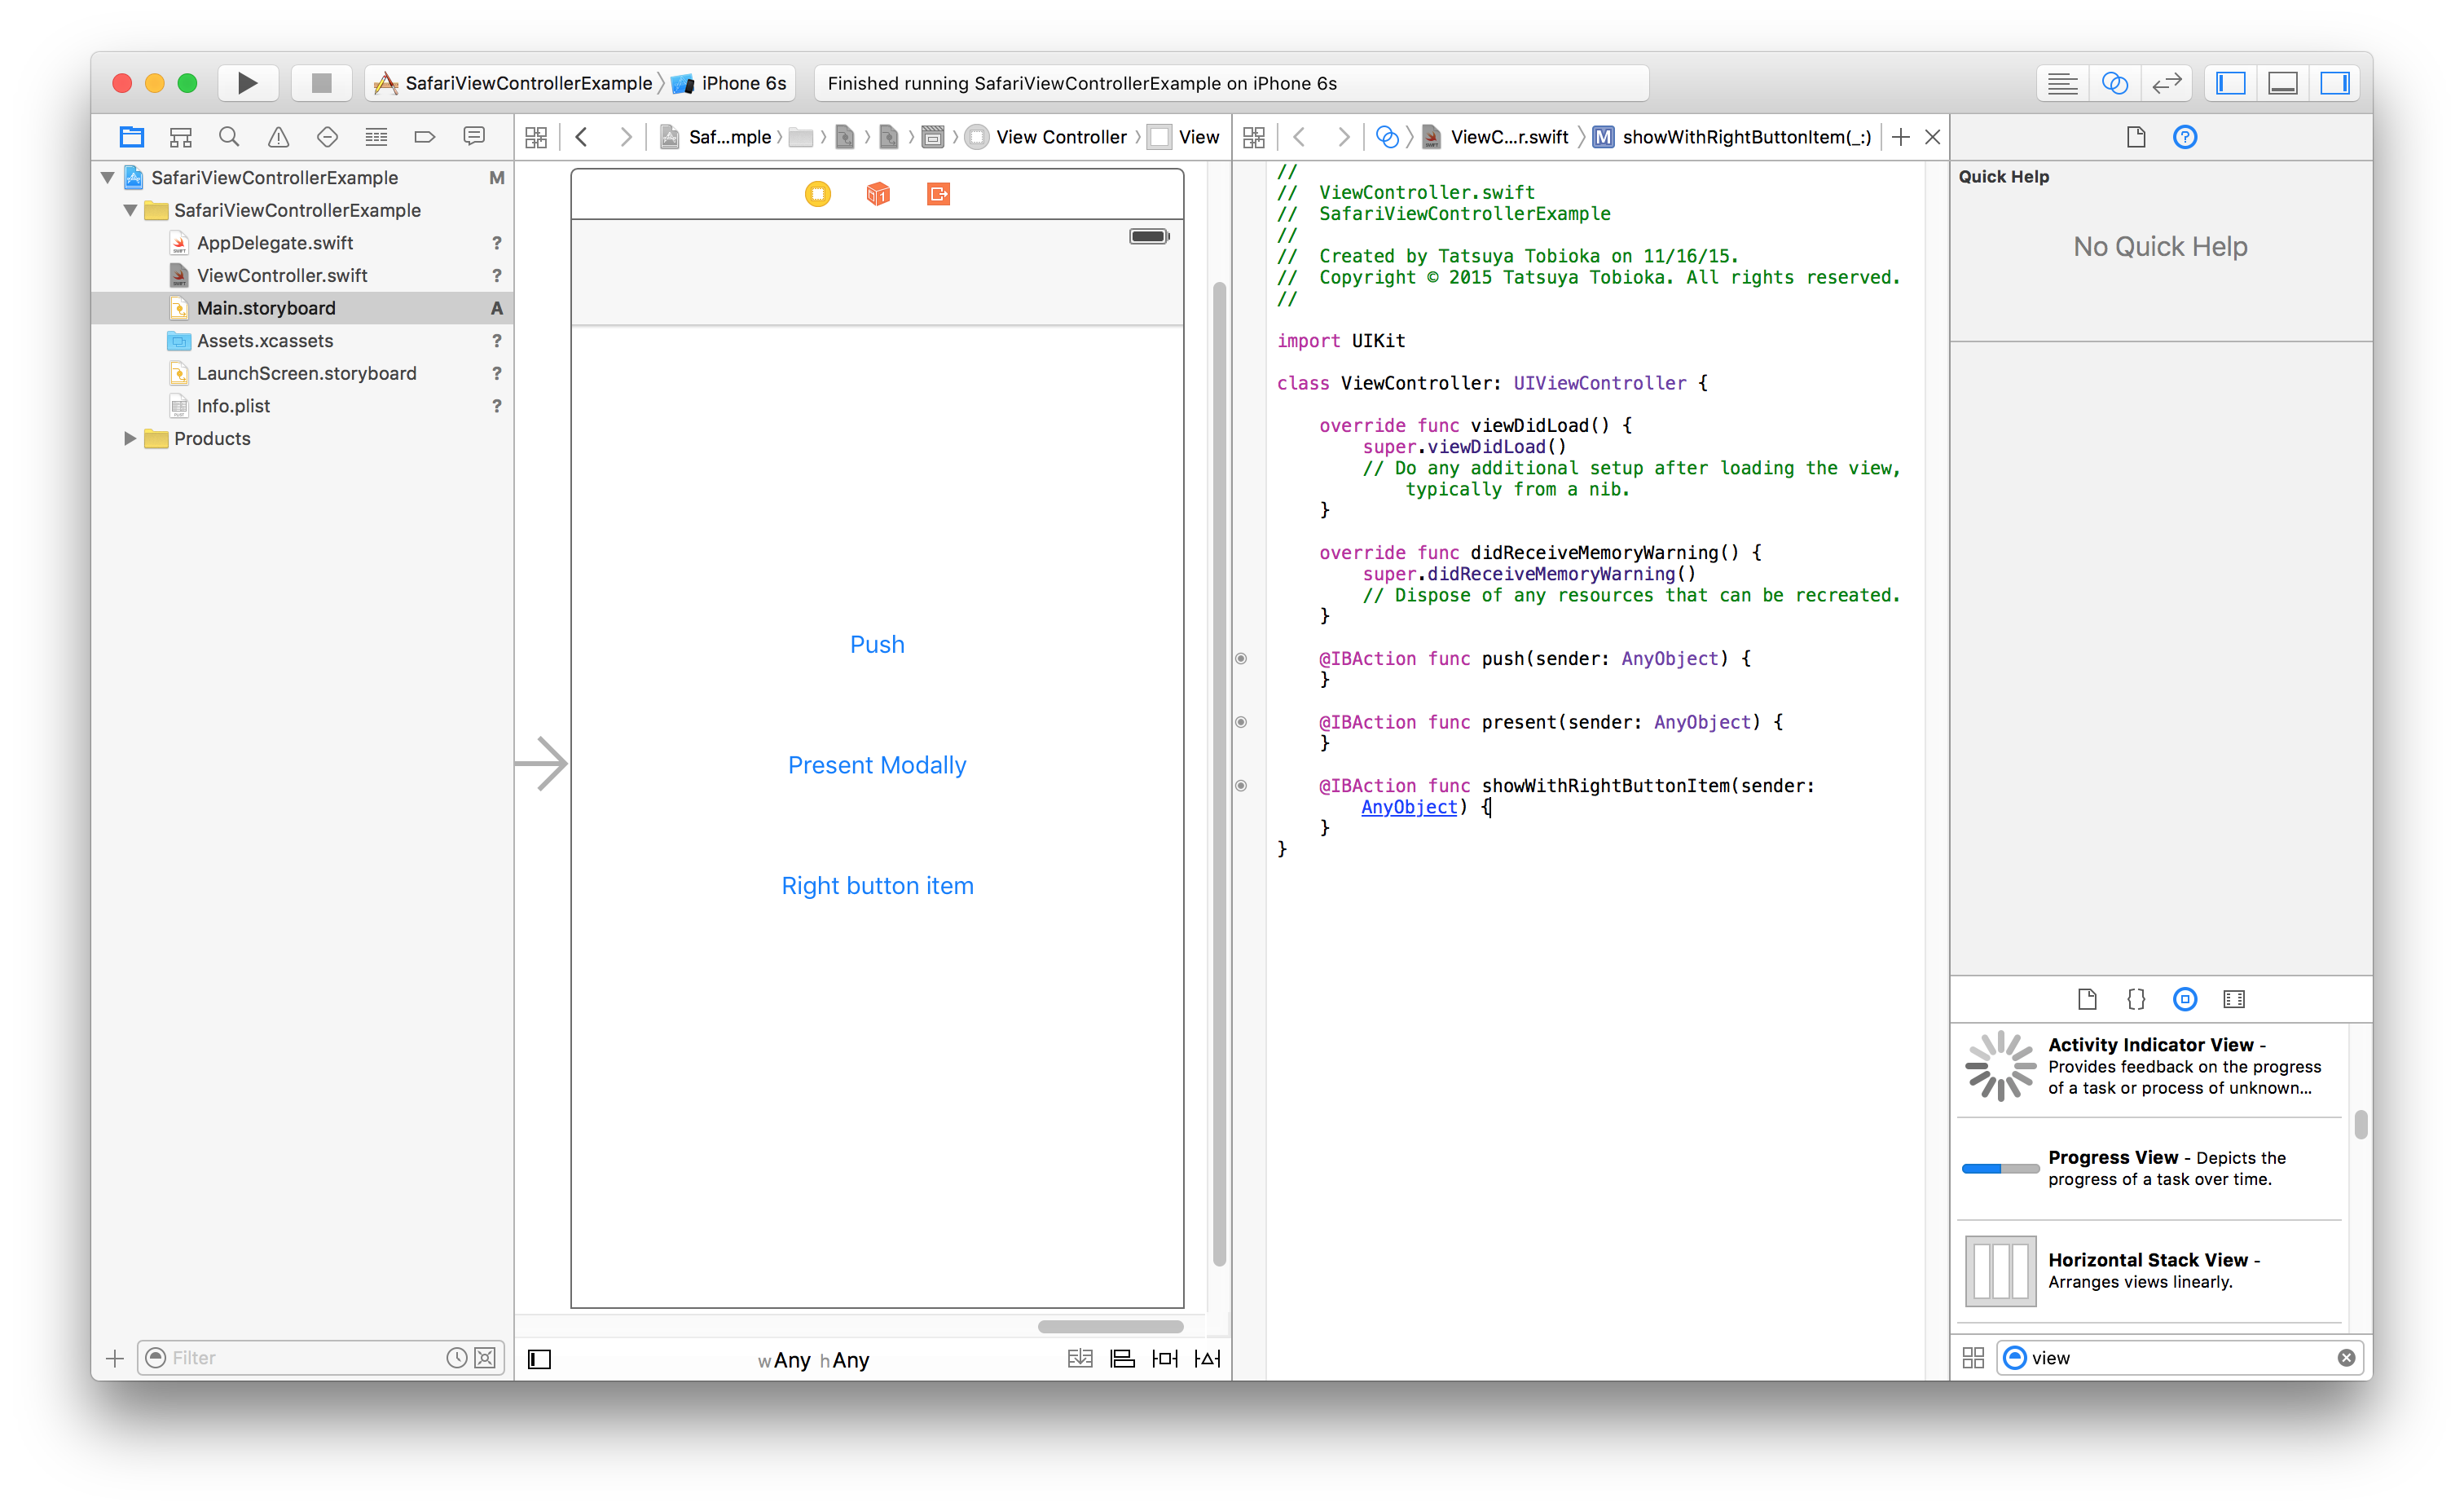 SafariViewControllerExample
iPhone 6s
Finished running SafariViewControllerExample on iPhone 6s
Saf...mple
View Controller
View
ViewC...r.swift
M
showWithRightButtonItem(_:)
SafariViewControllerExample
M
SafariViewControllerExample
AppDelegate.swift
?
ViewController.swift
?
Main.storyboard
A
Assets.xcassets
?
LaunchScreen.storyboard
?
Info.plist
?
Products
Filter
Push
Present Modally
Right button item
wAny hAny
//
// ViewController.swift
// SafariViewControllerExample
//
// Created by Tatsuya Tobioka on 11/16/15.
// Copyright © 2015 Tatsuya Tobioka. All rights reserved.
//
import UIKit
class ViewController: UIViewController {
override func viewDidLoad() {
super.viewDidLoad()
// Do any additional setup after loading the view,
typically from a nib.
}
override func didReceiveMemoryWarning() {
super.didReceiveMemoryWarning()
// Dispose of any resources that can be recreated.
}
@IBAction func push(sender: AnyObject) {
}
@IBAction func present(sender: AnyObject) {
}
@IBAction func showWithRightButtonItem(sender:
AnyObject) {
}
}
Quick Help
No Quick Help
Activity Indicator View -
Provides feedback on the progress
of a task or process of unknown...
Progress View - Depicts the
progress of a task over time.
Horizontal Stack View -
Arranges views linearly.
view